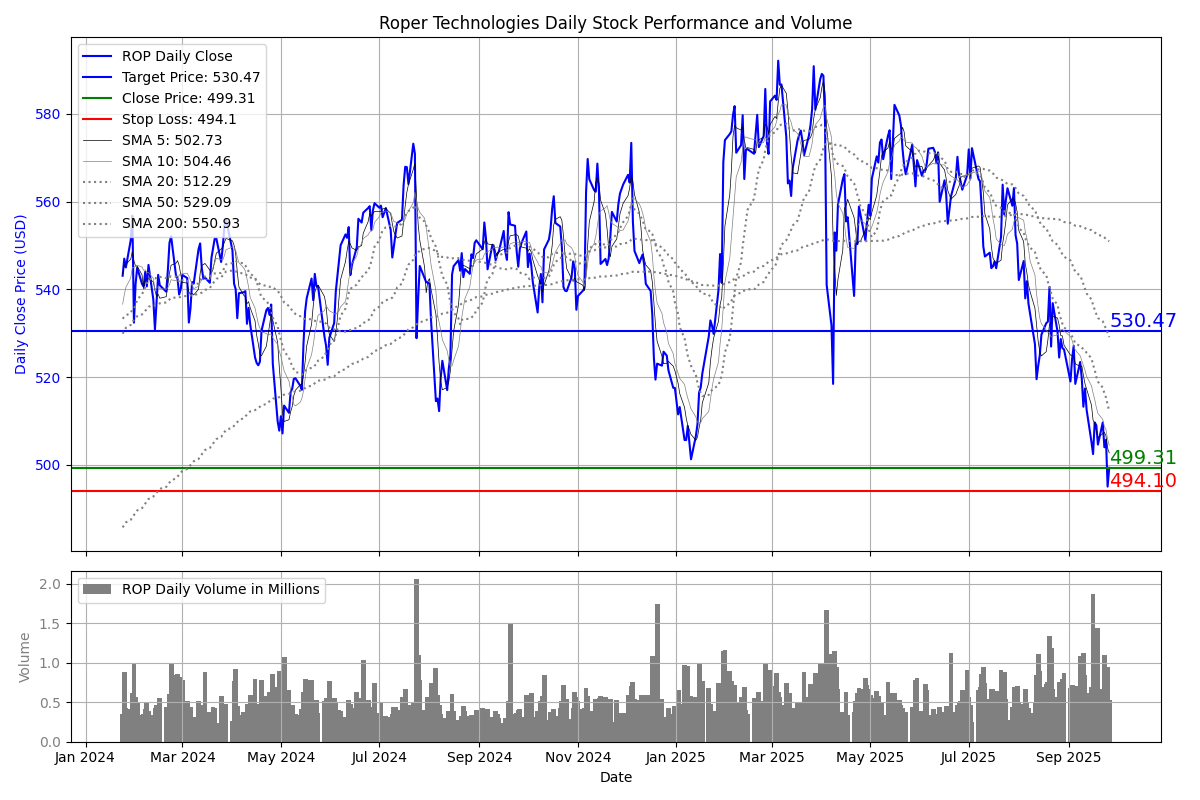 Roper Technologies Daily Stock Performance and Volume
ROP Daily Close
Target Price: 530.47
Close Price: 499.31
Stop Loss: 494.1
SMA 5: 502.73
SMA 10: 504.46
SMA 20: 512.29
SMA 50: 529.09
SMA 200: 550.93
Daily Close Price (USD)
580
560
540
520
500
530.47
499.31
494.10
ROP Daily Volume in Millions
Volume
2.0
1.5
1.0
0.5
0.0
Jan 2024 Mar 2024 May 2024 Jul 2024 Sep 2024 Nov 2024 Jan 2025 Mar 2025 May 2025 Jul 2025 Sep 2025
Date